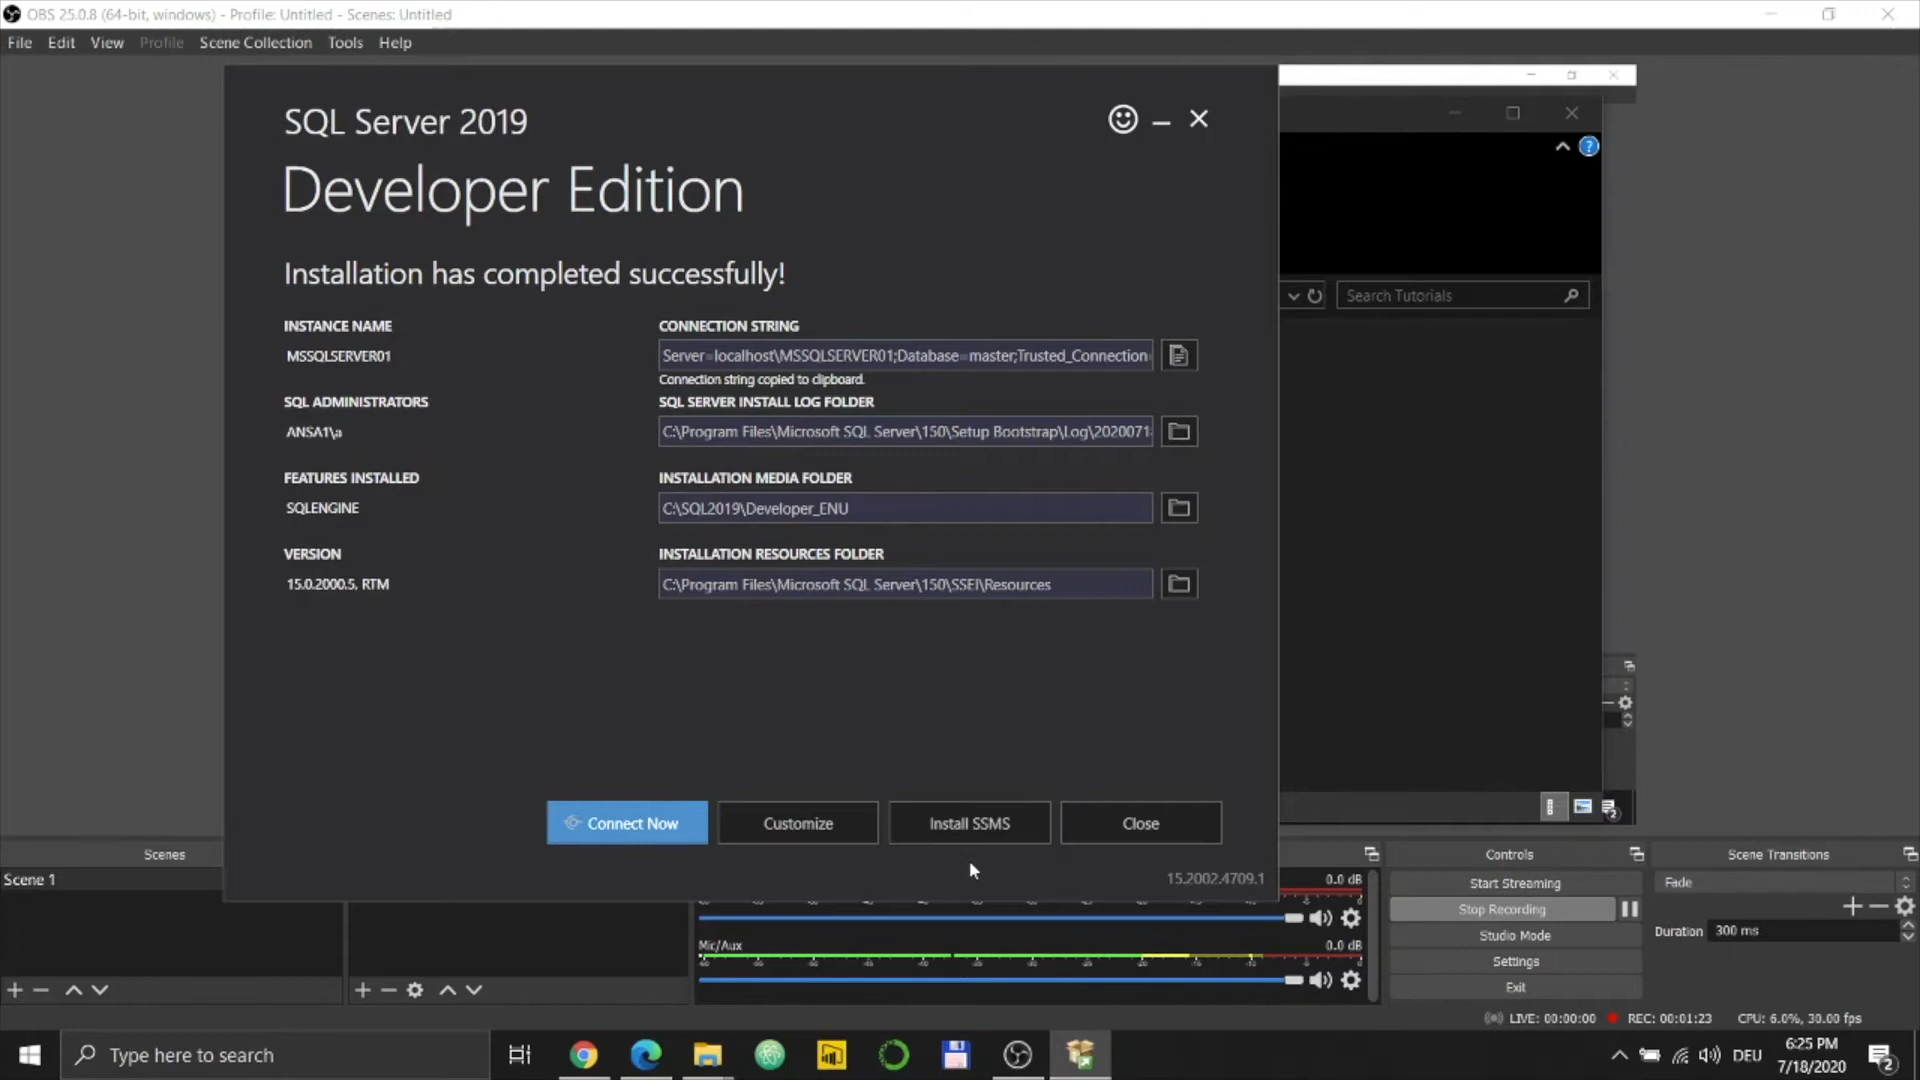 OBS 25.0.8 (64-bit, windows) - Profile: Untitled - Scenes: Untitled
File Edit View Profile Scene Collection Tools Help
SQL Server 2019
Developer Edition
Installation has completed successfully!
INSTANCE NAME
MSSQLSERVER01
CONNECTION STRING
Server=localhost\MSSQLSERVER01;Database=master;Trusted_Connection=
Connection string copied to clipboard.
SQL ADMINISTRATORS
ANSA1\a
SQL SERVER INSTALL LOG FOLDER
C:\Program Files\Microsoft SQL Server\150\Setup Bootstrap\Log\2020071
FEATURES INSTALLED
SQLENGINE
INSTALLATION MEDIA FOLDER
C:\SQL2019\Developer_ENU
VERSION
15.0.2000.5, RTM
INSTALLATION RESOURCES FOLDER
C:\Program Files\Microsoft SQL Server\150\SSEI\Resources
Connect Now
Customize
Install SSMS
Close
15.2002.4709.1
Search Tutorials
Scenes
Scene 1
0.0 dB
Mic/Aux
0.0 dB
Controls
Start Streaming
Stop Recording
Studio Mode
Settings
Exit
Scene Transitions
Fade
Duration 300 ms
LIVE: 00:00:00 REC: 00:01:23 CPU: 6.0%, 30.00 fps
Type here to search
DEU
6:25 PM
7/18/2020
2